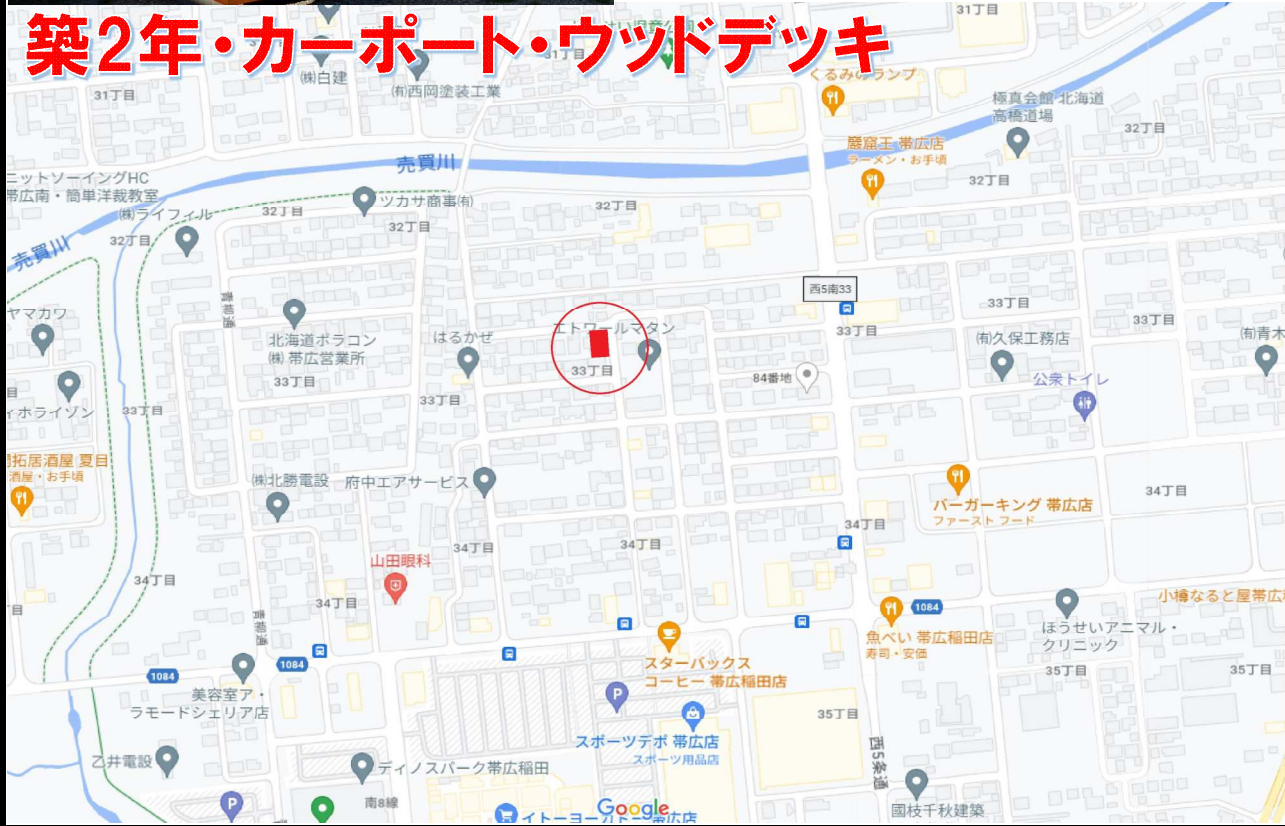 築2年・カーポート・ウッドデッキ
31丁目
31丁目
31丁目
(株)白建
(有)西岡塗装工業
くるみのランプ
極真会館 北海道
高橋道場
32丁目
巌窟王 帯広店
ラーメン・お手頃
32丁目
売買川
ニットソーイングHC
帯広南・簡単洋裁教室
(株)ライフィル
32丁目
ツカサ商事(有)
32丁目
32丁目
32丁目
売買川
西5南33
青柳通
ヤマカワ
北海道ポラコン
(株) 帯広営業所
33丁目
はるかぜ
エトワールマタン
33丁目
33丁目
33丁目
(有)久保工務店
33丁目
(有)青木
84番地
公衆トイレ
ィホライゾン
33丁目
33丁目
拓居酒屋 夏目
酒屋・お手頃
(株)北勝電設
府中エアサービス
バーガーキング 帯広店
ファースト フード
34丁目
34丁目
34丁目
34丁目
山田眼科
34丁目
34丁目
青柳通
1084
小樽なると屋帯広
魚べい 帯広稲田店
寿司・安価
ほうせいアニマル・
クリニック
35丁目
35丁目
1084
1084
スターバックス
コーヒー 帯広稲田店
美容室ア・
ラモードシェリア店
P
35丁目
スポーツデポ 帯広店
スポーツ用品店
西5条通
乙井電設
ディノスパーク帯広稲田
南8線
P
Google
國枝千秋建築